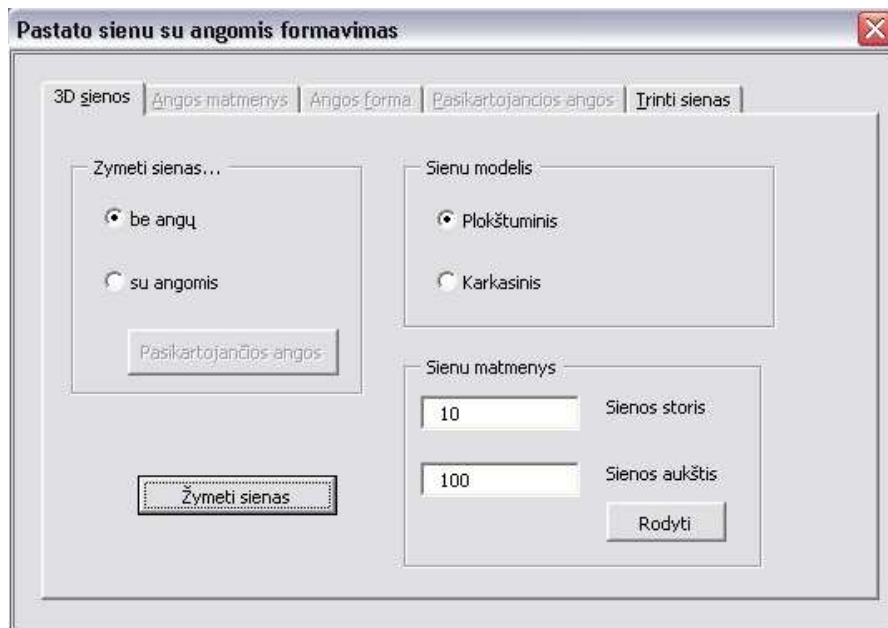 Pastato sienu su angomis formavimas
3D sienos
Angos matmenys
Angos forma
Pasikartojancios angos
Trinti sienas
Zymeti sienas...
be angų
su angomis
Pasikartojančios angos
Žymeti sienas
Sienu modelis
Plokštuminis
Karkasinis
Sienu matmenys
10
Sienos storis
100
Sienos aukštis
Rodyti